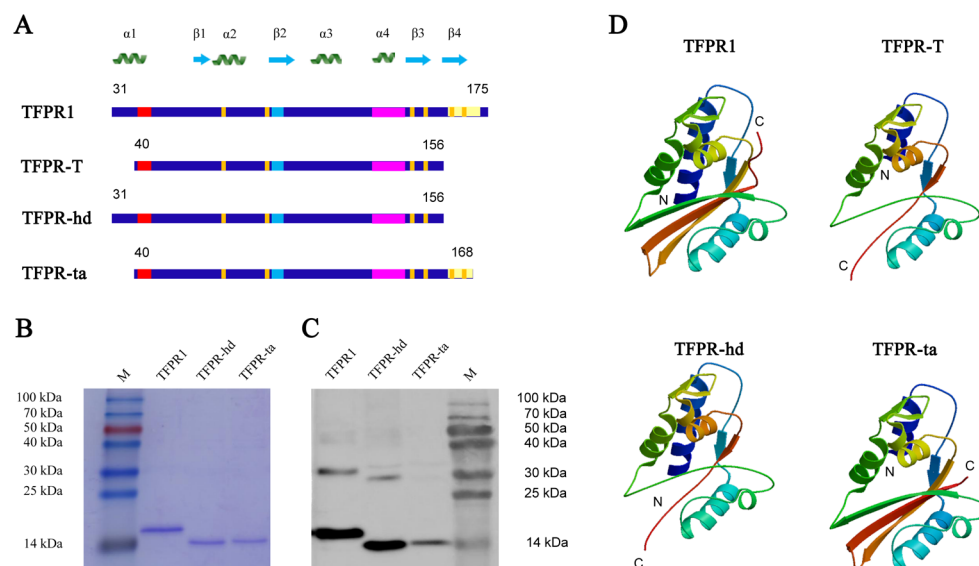 A
α1 β1 α2 β2 α3 α4 β3 β4
31 175
TFPR1
40 156
TFPR-T
31 156
TFPR-hd
40 168
TFPR-ta
B
M TFPR1 TFPR-hd TFPR-ta
100 kDa
70 kDa
50 kDa
40 kDa
30 kDa
25 kDa
14 kDa
C
TFPR1 TFPR-hd TFPR-ta M
100 kDa
70 kDa
50 kDa
40 kDa
30 kDa
25 kDa
14 kDa
D
TFPR1
C
N
TFPR-T
N
C
TFPR-hd
N
C
TFPR-ta
C
N